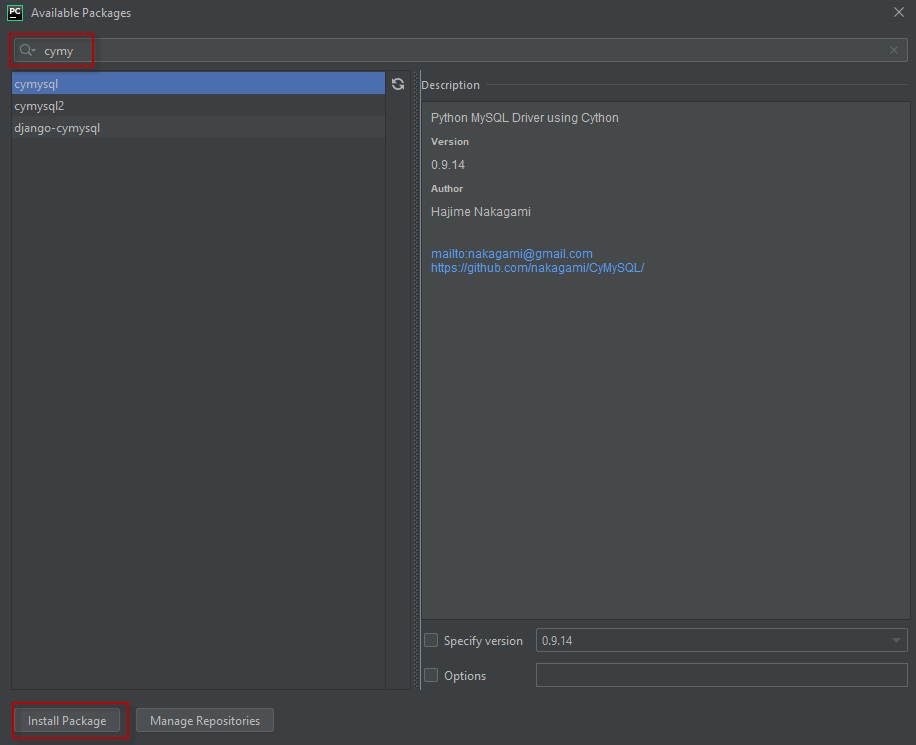 PC Available Packages
cymy
cymysql
cymysql2
django-cymysql
Description
Python MySQL Driver using Cython
Version
0.9.14
Author
Hajime Nakagami
mailto:nakagami@gmail.com
https://github.com/nakagami/CyMySQL/
Specify version 0.9.14
Options
Install Package Manage Repositories